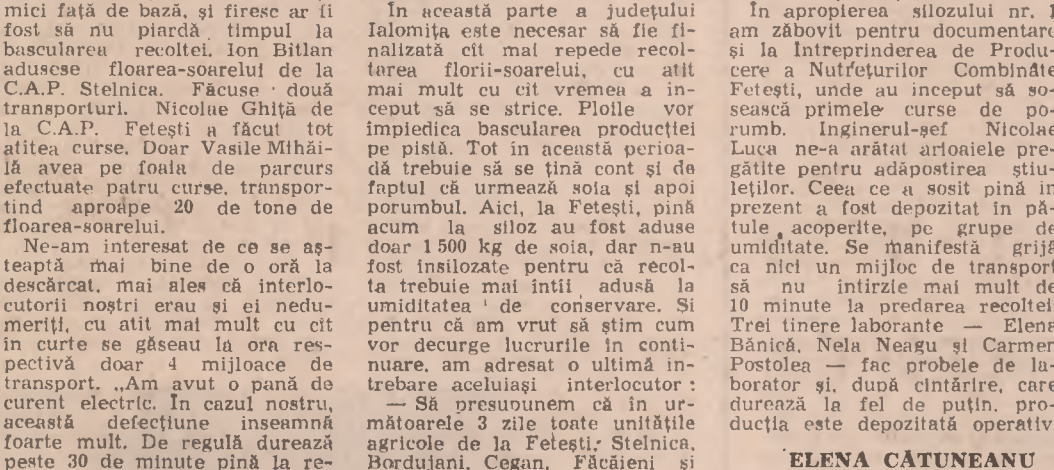 mici față de bază, și firesc ar fi
fost să nu piardă timpul la
bascularea recoltei. Ion Bitlan
adusese floarea-soarelui de la
C.A.P. Stelnica. Făcuse două
transporturi. Nicolae Ghiță de
la C.A.P. Fetești a făcut tot
atîtea curse. Doar Vasile Mihăi-
lă avea pe foaia de parcurs
efectuate patru curse, transpor-
tînd aproape 20 de tone de
floarea-soarelui.
Ne-am interesat de ce se aș-
teaptă mai bine de o oră la
descărcat, mai ales că interlo-
cutorii noștri erau și ei nedu-
meriți, cu atît mai mult cu cît
în curte se găseau la ora res-
pectivă doar 4 mijloace de
transport. „Am avut o pană de
curent electric. În cazul nostru,
această defecțiune înseamnă
foarte mult. De regulă durează
peste 30 de minute pînă la re-
În această parte a județului
Ialomița este necesar să fie fi-
nalizată cît mai repede recol-
tarea florii-soarelui, cu atît
mai mult cu cît vremea a în-
ceput să se strice. Ploile vor
împiedica bascularea producției
pe pistă. Tot în această perioa-
dă trebuie să se țină cont și de
faptul că urmează soia și apoi
porumbul. Aici, la Fetești, pînă
acum la siloz au fost aduse
doar 1 500 kg de soia, dar n-au
fost însilozate pentru că recol-
ta trebuie mai întîi adusă la
umiditatea de conservare. Și
pentru că am vrut să știm cum
vor decurge lucrurile în conti-
nuare, am adresat o ultimă în-
trebare aceluiași interlocutor :
— Să presupunem că în ur-
mătoarele 3 zile toate unitățile
agricole de la Fetești, Stelnica,
Bordușani, Cegan, Făcăieni și
În apropierea silozului nr. 1
am zăbovit pentru documentare
și la Întreprinderea de Produ-
cere a Nutrețurilor Combinate
Fetești, unde au început să so-
sească primele curse de po-
rumb. Inginerul-șef Nicolae
Luca ne-a arătat arioaiele pre-
gătite pentru adăpostirea știu-
leților. Ceea ce a sosit pînă în
prezent a fost depozitat în pă-
tule acoperite, pe grupe de
umiditate. Se manifestă grijă
ca nici un mijloc de transport
să nu întîrzie mai mult de
10 minute la predarea recoltei.
Trei tinere laborante — Elena
Bănică, Nela Neagu și Carmen
Postolea — fac probele de la-
borator și, după cîntărire, care
durează la fel de puțin, pro-
ducția este depozitată operativ.
ELENA CĂTUNEANU